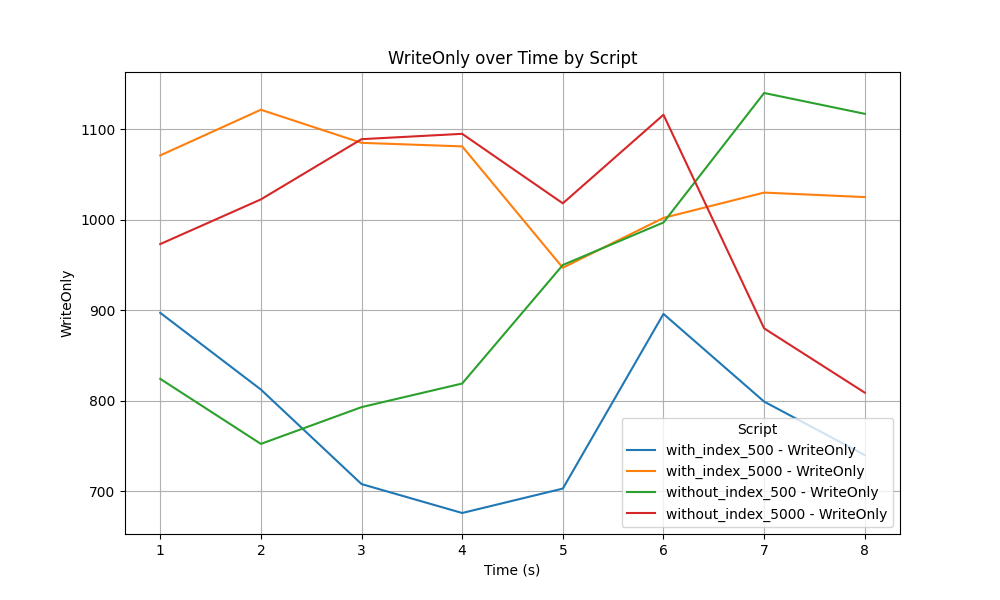 WriteOnly over Time by Script
WriteOnly
1100
1000
900
800
700
1 2 3 4 5 6 7 8
Time (s)
Script
with_index_500 - WriteOnly
with_index_5000 - WriteOnly
without_index_500 - WriteOnly
without_index_5000 - WriteOnly